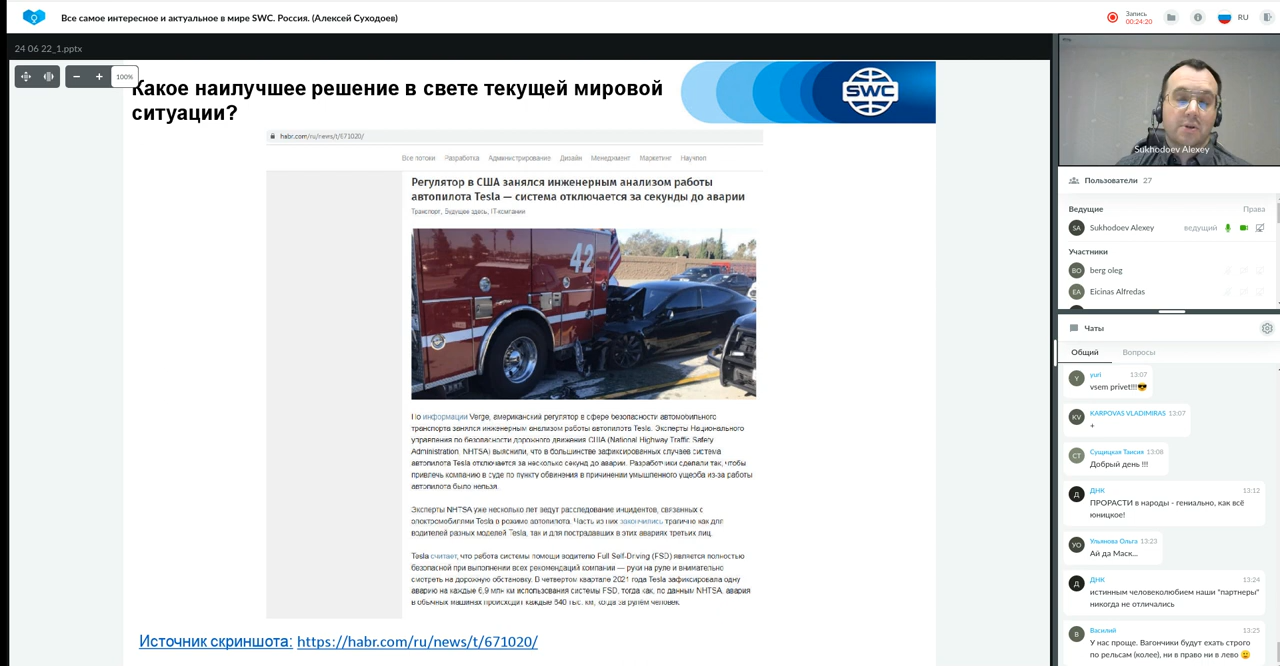 Все самое интересное и актуальное в мире SWC. Россия. (Алексей Суходоев)
Запись
00:24:20
RU
24 06 22_1.pptx
100%
Какое наилучшее решение в свете текущей мировой
ситуации?
SWC
habr.com/ru/news/t/671020/
Все потоки Разработка Администрирование Дизайн Менеджмент Маркетинг Научпоп
Регулятор в США занялся инженерным анализом работы
автопилота Tesla — система отключается за секунды до аварии
Транспорт, Будущее здесь, IT-компании
42
По информации Verge, американский регулятор в сфере безопасности автомобильного
транспорта занялся инженерным анализом работы автопилота Tesla. Эксперты Национального
управления по безопасности дорожного движения США (National Highway Traffic Safety
Administration, NHTSA) выяснили, что в большинстве зафиксированных случаев система
автопилота Tesla отключается за несколько секунд до аварии. Разработчики сделали так, чтобы
привлечь компанию в суде по пункту обвинения в причинении умышленного ущерба из-за работы
автопилота было нельзя.
Эксперты NHTSA уже несколько лет ведут расследование инцидентов, связанных с
электромобилями Tesla в режиме автопилота. Часть из них закончились трагично как для
водителей разных моделей Tesla, так и для пострадавших в этих авариях третьих лиц.
Tesla считает, что работа системы помощи водителю Full Self-Driving (FSD) является полностью
безопасной при выполнении всех рекомендаций компании — руки на руле и внимательно
смотреть на дорожную обстановку. В четвертом квартале 2021 года Tesla зафиксировала одну
аварию на каждые 6,9 млн км использования системы FSD, тогда как, по данным NHTSA, авария
в обычных машинах происходит каждые 840 тыс. км, когда за рулём человек.
Источник скриншота: https://habr.com/ru/news/t/671020/
Sukhodoev Alexey
Пользователи 27
Ведущие Права
SA Sukhodoev Alexey ведущий
Участники
BO berg oleg
EA Eicinas Alfredas
Чаты
Общий Вопросы
Y yuri 13:07
vsem privet!!!😎
KV KARPOVAS VLADIMIRAS 13:07
+
СТ Сущицкая Таисия 13:08
Добрый день !!!
Д ДНК 13:12
ПРОРАСТИ в народы - гениально, как всё
юницкое!
УО Ульянова Ольга 13:23
Ай да Маск...
Д ДНК 13:24
истинным человеколюбием наши "партнеры"
никогда не отличались
В Василий 13:25
У нас проще. Вагончики будут ехать строго
по рельсам (колее), ни в право ни в лево 🙂